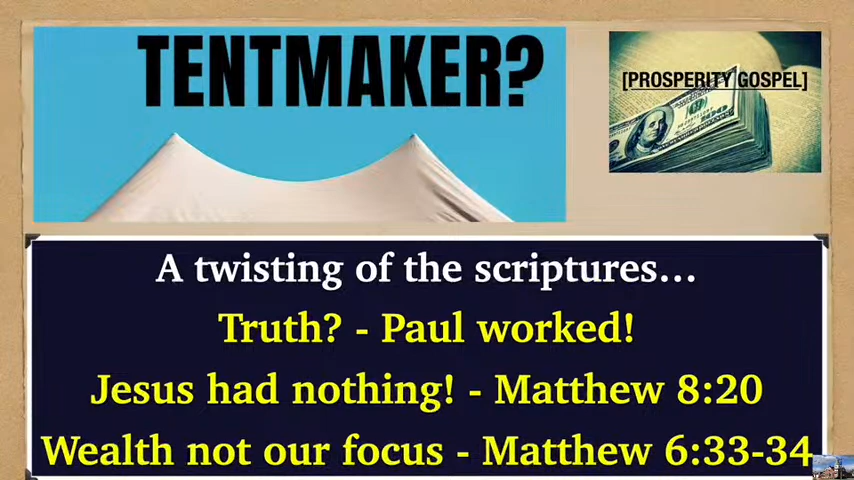 TENTMAKER?
[PROSPERITY GOSPEL]
A twisting of the scriptures...
Truth? - Paul worked!
Jesus had nothing! - Matthew 8:20
Wealth not our focus - Matthew 6:33-34